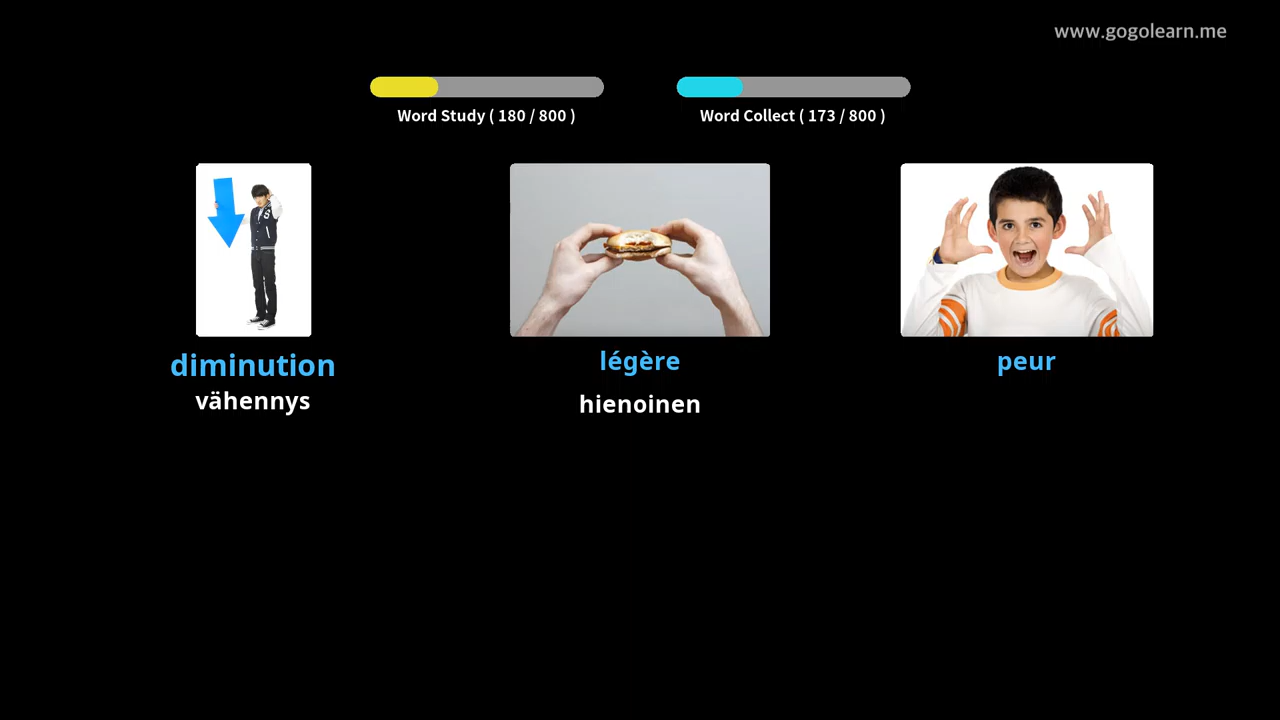 www.gogolearn.me
Word Study ( 180 / 800 )
Word Collect ( 173 / 800 )
diminution
vähennys
légère
hienoinen
peur